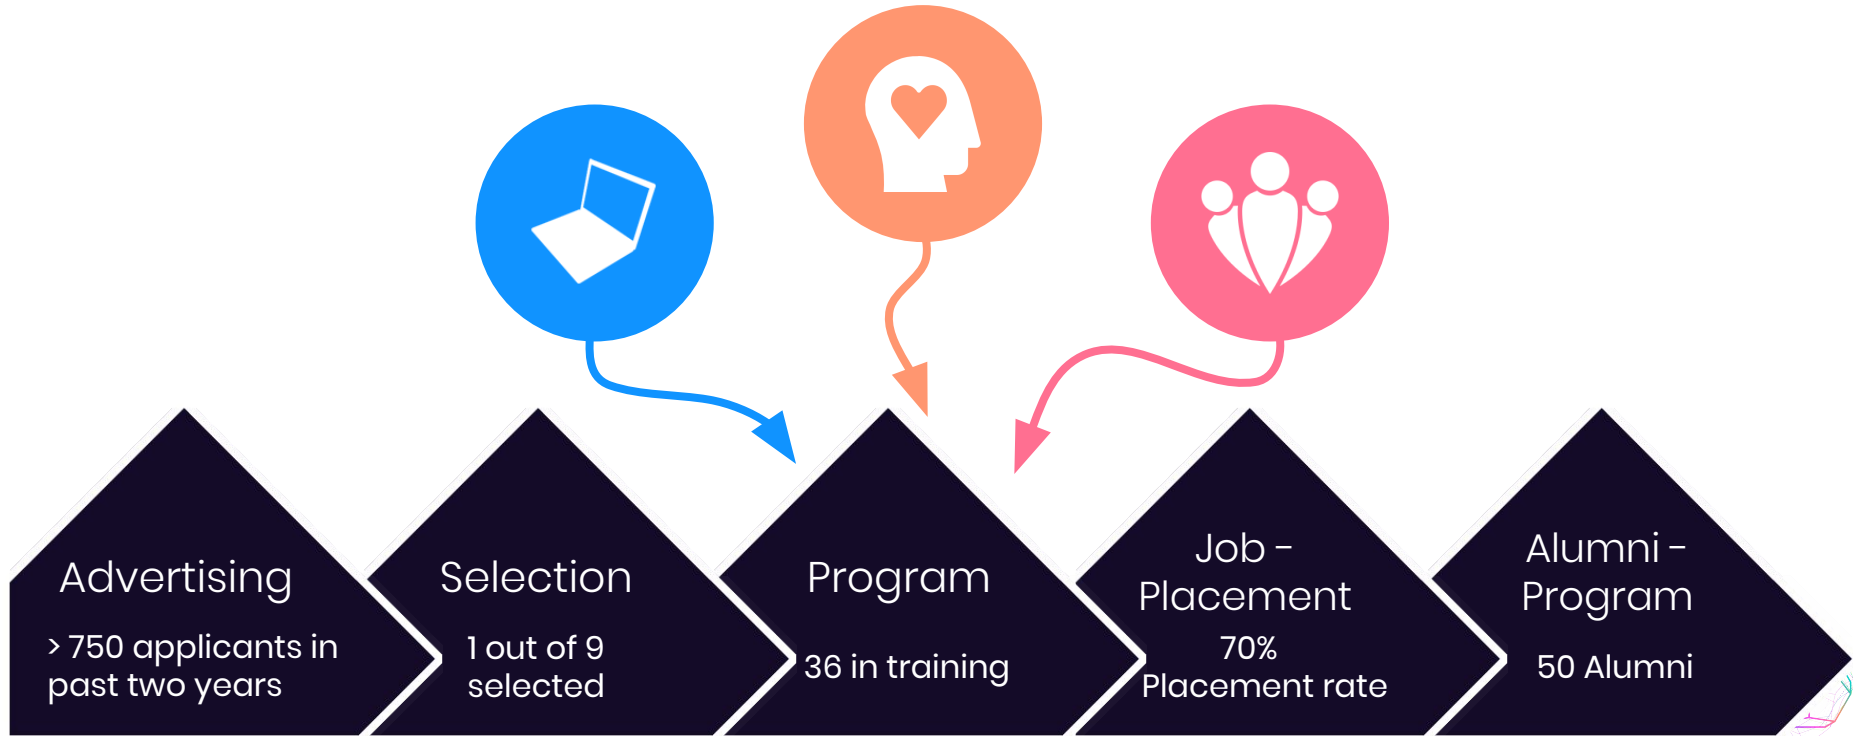 Advertising
> 750 applicants in
past two years
Selection
1 out of 9
selected
Program
36 in training
Job -
Placement
70%
Placement rate
Alumni -
Program
50 Alumni